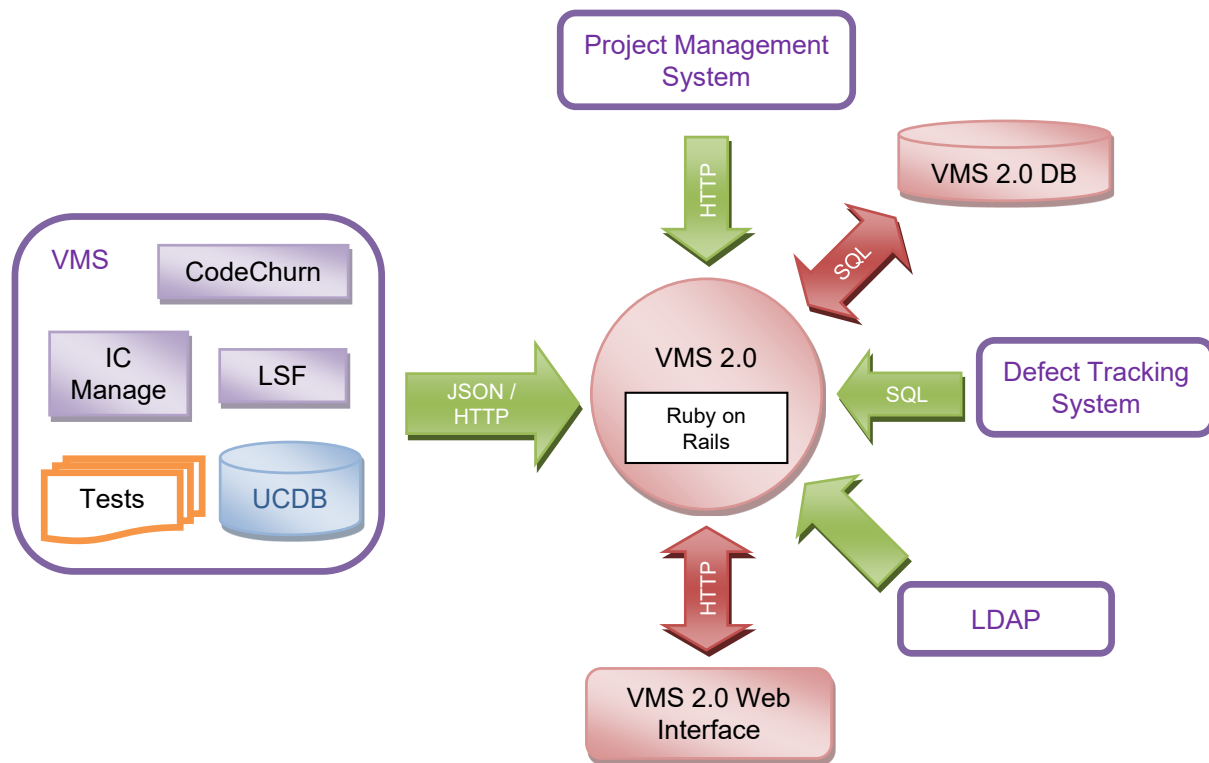 Project Management
System
HTTP
VMS 2.0 DB
SQL
VMS
CodeChurn
IC
Manage
LSF
Tests
UCDB
JSON /
HTTP
VMS 2.0
Ruby on
Rails
SQL
Defect Tracking
System
LDAP
HTTP
VMS 2.0 Web
Interface